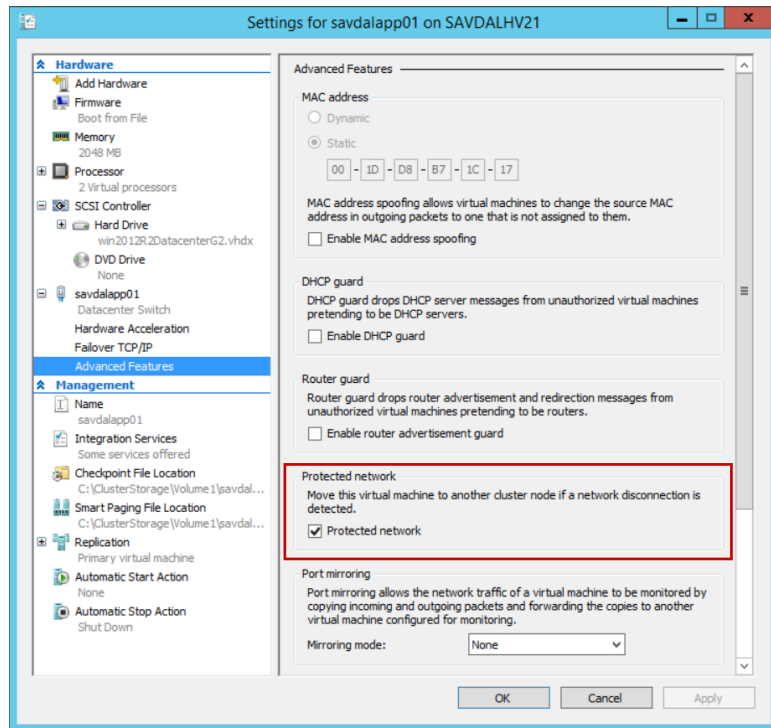 Settings for savdalapp01 on SAVDALHV21
Hardware
Add Hardware
Firmware
Boot from File
Memory
2048 MB
Processor
2 Virtual processors
SCSI Controller
Hard Drive
win2012R2DatacenterG2.vhdx
DVD Drive
None
savdalapp01
Datacenter Switch
Hardware Acceleration
Failover TCP/IP
Advanced Features
Management
Name
savdalapp01
Integration Services
Some services offered
Checkpoint File Location
C:\ClusterStorage\Volume1\savdal...
Smart Paging File Location
C:\ClusterStorage\Volume1\savdal...
Replication
Primary virtual machine
Automatic Start Action
None
Automatic Stop Action
Shut Down
Advanced Features
MAC address
Dynamic
Static
00 - 1D - D8 - B7 - 1C - 17
MAC address spoofing allows virtual machines to change the source MAC
address in outgoing packets to one that is not assigned to them.
Enable MAC address spoofing
DHCP guard
DHCP guard drops DHCP server messages from unauthorized virtual machines
pretending to be DHCP servers.
Enable DHCP guard
Router guard
Router guard drops router advertisement and redirection messages from
unauthorized virtual machines pretending to be routers.
Enable router advertisement guard
Protected network
Move this virtual machine to another cluster node if a network disconnection is
detected.
Protected network
Port mirroring
Port mirroring allows the network traffic of a virtual machine to be monitored by
copying incoming and outgoing packets and forwarding the copies to another
virtual machine configured for monitoring.
Mirroring mode: None
OK Cancel Apply